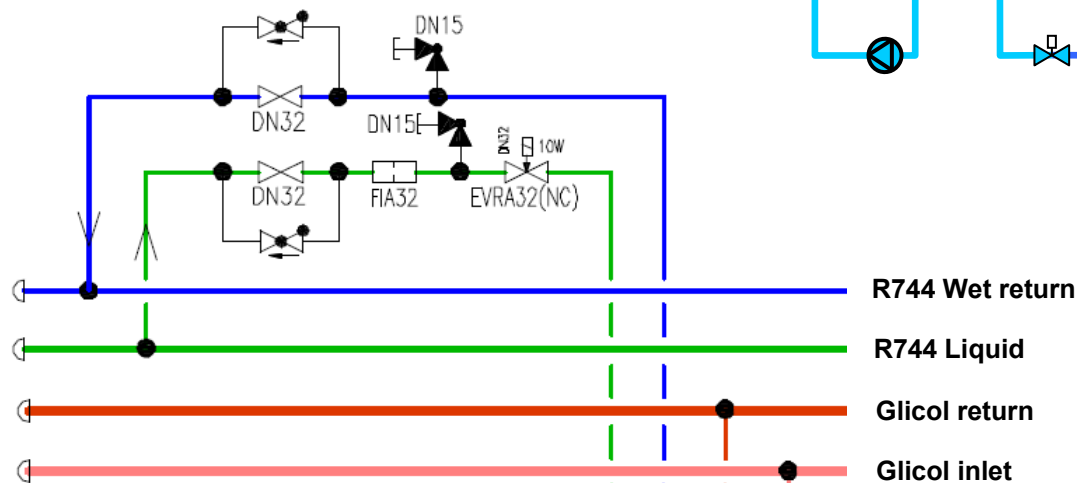 DN15
DN32
DN15
DN32
10W
DN32
FIA32
EVRA32(NC)
R744 Wet return
R744 Liquid
Glicol return
Glicol inlet